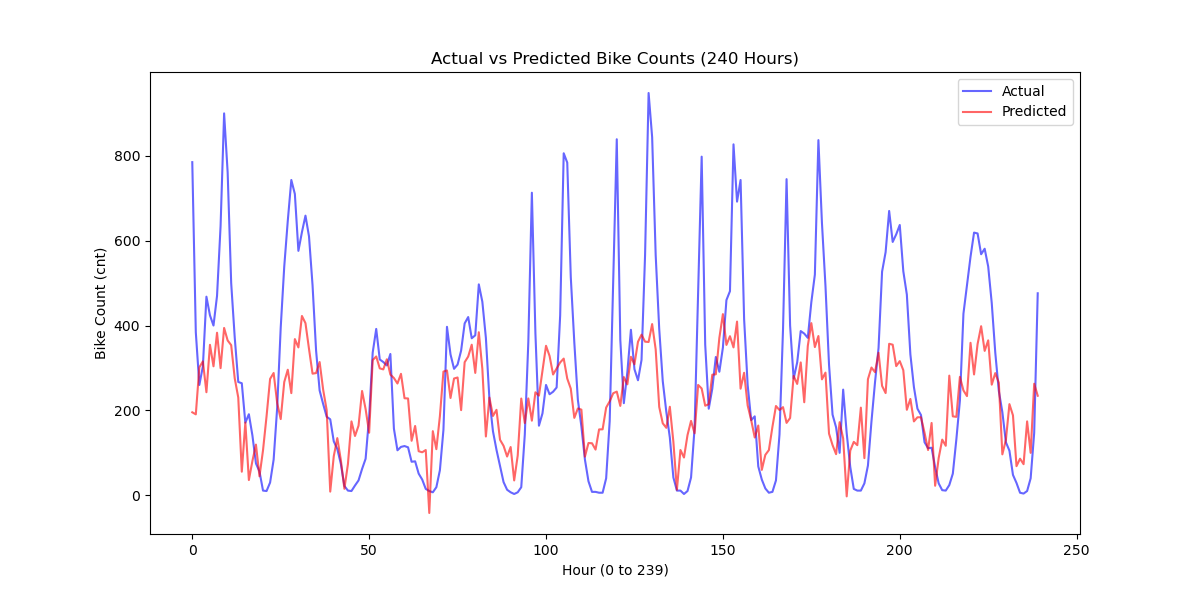 Actual vs Predicted Bike Counts (240 Hours)
Actual
Predicted
Bike Count (cnt)
800
600
400
200
0
0 50 100 150 200 250
Hour (0 to 239)